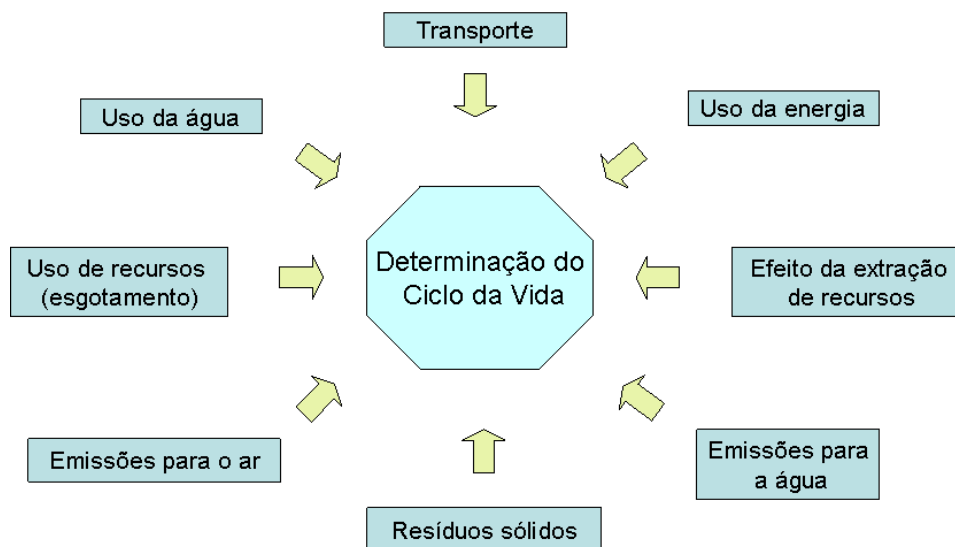 Transporte
Uso da água
Uso da energia
Determinação do
Ciclo da Vida
Uso de recursos
(esgotamento)
Efeito da extração
de recursos
Emissões para o ar
Emissões para
a água
Resíduos sólidos